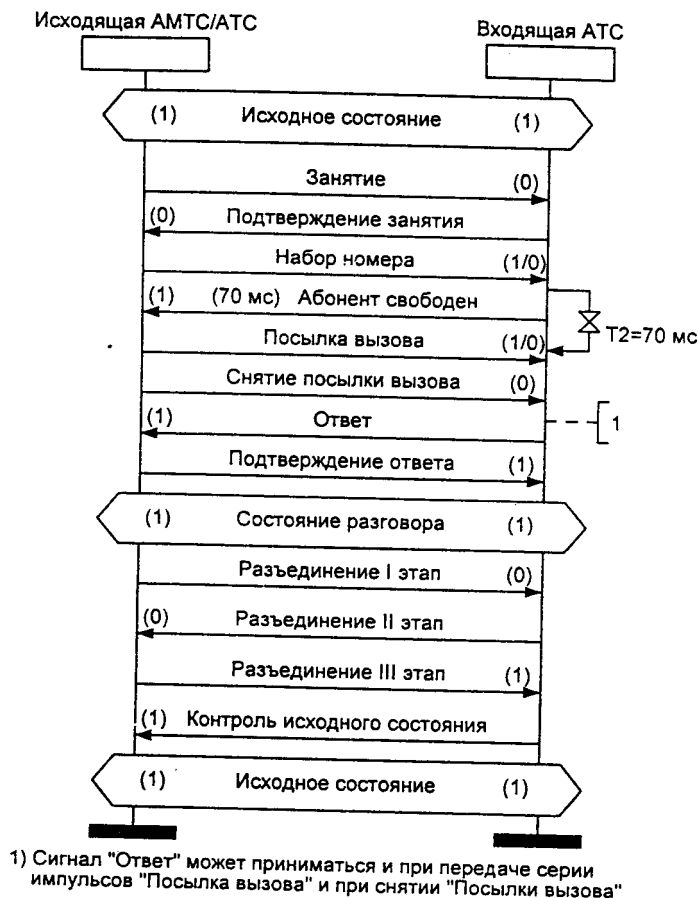 Исходящая АМТС/АТС
Входящая АТС
(1) Исходное состояние (1)
Занятие (0)
(0) Подтверждение занятия
Набор номера (1/0)
(1) (70 мс) Абонент свободен
T2=70 мс
Посылка вызова (1/0)
Снятие посылки вызова (0)
(1) Ответ
1
Подтверждение ответа (1)
(1) Состояние разговора (1)
Разъединение I этап (0)
(0) Разъединение II этап
Разъединение III этап (1)
(1) Контроль исходного состояния
(1) Исходное состояние (1)
1) Сигнал "Ответ" может приниматься и при передаче серии
импульсов "Посылка вызова" и при снятии "Посылки вызова"